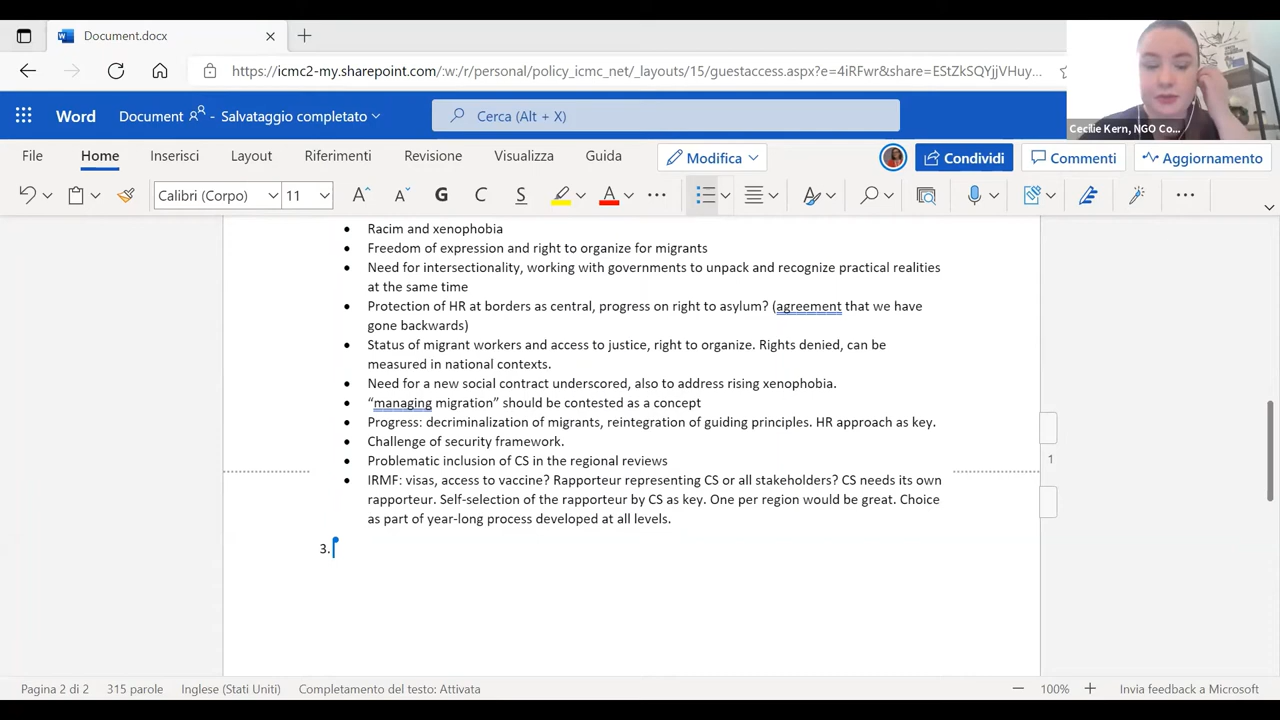 Document.docx
https://icmc2-my.sharepoint.com/:w:/r/personal/policy_icmc_net/_layouts/15/guestaccess.aspx?e=4iRFwr&share=EStZkSQYjjVHuy...
Word Document - Salvataggio completato Cerca (Alt + X)
Cecilie Kern, NGO Co...
File Home Inserisci Layout Riferimenti Revisione Visualizza Guida Modifica Condividi Commenti Aggiornamento
Calibri (Corpo) 11 A A G C S A ...
• Racim and xenophobia
• Freedom of expression and right to organize for migrants
• Need for intersectionality, working with governments to unpack and recognize practical realities
at the same time
• Protection of HR at borders as central, progress on right to asylum? (agreement that we have
gone backwards)
• Status of migrant workers and access to justice, right to organize. Rights denied, can be
measured in national contexts.
• Need for a new social contract underscored, also to address rising xenophobia.
• “managing migration” should be contested as a concept
• Progress: decriminalization of migrants, reintegration of guiding principles. HR approach as key.
• Challenge of security framework.
• Problematic inclusion of CS in the regional reviews
1
• IRMF: visas, access to vaccine? Rapporteur representing CS or all stakeholders? CS needs its own
rapporteur. Self-selection of the rapporteur by CS as key. One per region would be great. Choice
as part of year-long process developed at all levels.
3.
Pagina 2 di 2 315 parole Inglese (Stati Uniti) Completamento del testo: Attivata 100% Invia feedback a Microsoft